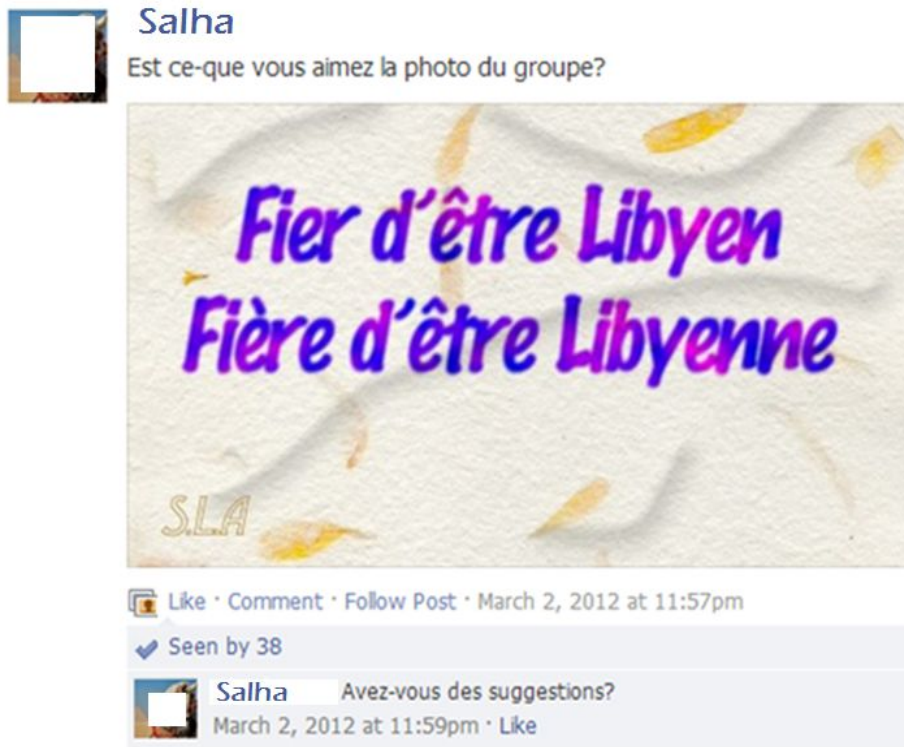 Salha
Est ce-que vous aimez la photo du groupe?
Fier d'être Libyen
Fière d'être Libyenne
S.L.A
Like · Comment · Follow Post · March 2, 2012 at 11:57pm
Seen by 38
Salha Avez-vous des suggestions?
March 2, 2012 at 11:59pm · Like